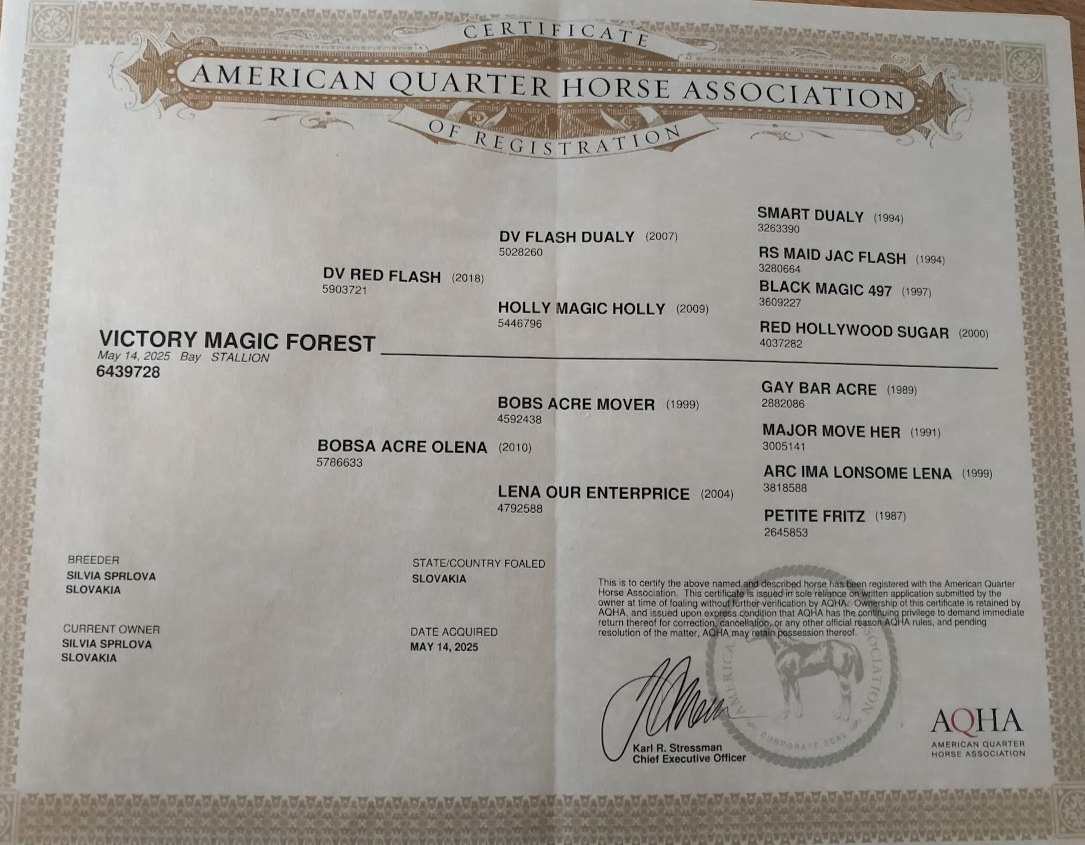 CERTIFICATE
AMERICAN QUARTER HORSE ASSOCIATION
OF REGISTRATION
SMART DUALY (1994)
3263390
DV FLASH DUALY (2007)
5028260
RS MAID JAC FLASH (1994)
3280664
DV RED FLASH (2018)
5903721
BLACK MAGIC 497 (1997)
3609227
HOLLY MAGIC HOLLY (2009)
5446796
RED HOLLYWOOD SUGAR (2000)
4037282
VICTORY MAGIC FOREST
May 14, 2025 Bay STALLION
6439728
GAY BAR ACRE (1989)
2882086
BOBS ACRE MOVER (1999)
4592438
MAJOR MOVE HER (1991)
3005141
BOBSA ACRE OLENA (2010)
5786633
ARC IMA LONSOME LENA (1999)
3818588
LENA OUR ENTERPRICE (2004)
4792588
PETITE FRITZ (1987)
2645853
BREEDER
SILVIA SPRLOVA
SLOVAKIA
STATE/COUNTRY FOALED
SLOVAKIA
CURRENT OWNER
SILVIA SPRLOVA
SLOVAKIA
DATE ACQUIRED
MAY 14, 2025
This is to certify the above named and described horse has been registered with the American Quarter
Horse Association. This certificate is issued in sole reliance on written application submitted by the
owner at time of foaling without further verification by AQHA. Ownership of this certificate is retained by
AQHA, and issued upon express condition that AQHA has the continuing privilege to demand immediate
return thereof for correction, cancellation, or any other official reason AQHA rules, and pending
resolution of the matter, AQHA may retain possession thereof.
Karl R. Stressman
Chief Executive Officer
CORPORATE SEAL
AQHA
AMERICAN QUARTER
HORSE ASSOCIATION